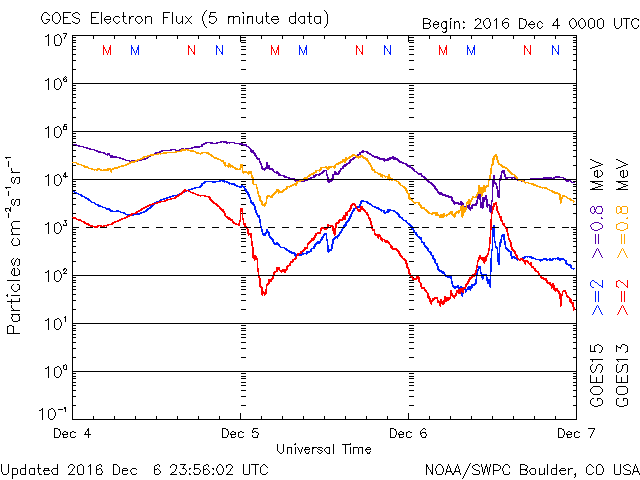 GOES Electron Flux (5 minute data)
Begin: 2016 Dec 4 0000 UTC
M M N N M M N N M M N N
10⁷
10⁶
10⁵
10⁴
10³
10²
10¹
10⁰
10⁻¹
Particles cm⁻²s⁻¹sr⁻¹
Dec 4 Dec 5 Dec 6 Dec 7
Universal Time
GOES15 >=2 >=0.8 MeV
GOES13 >=2 >=0.8 MeV
Updated 2016 Dec 6 23:56:02 UTC
NOAA/SWPC Boulder, CO USA